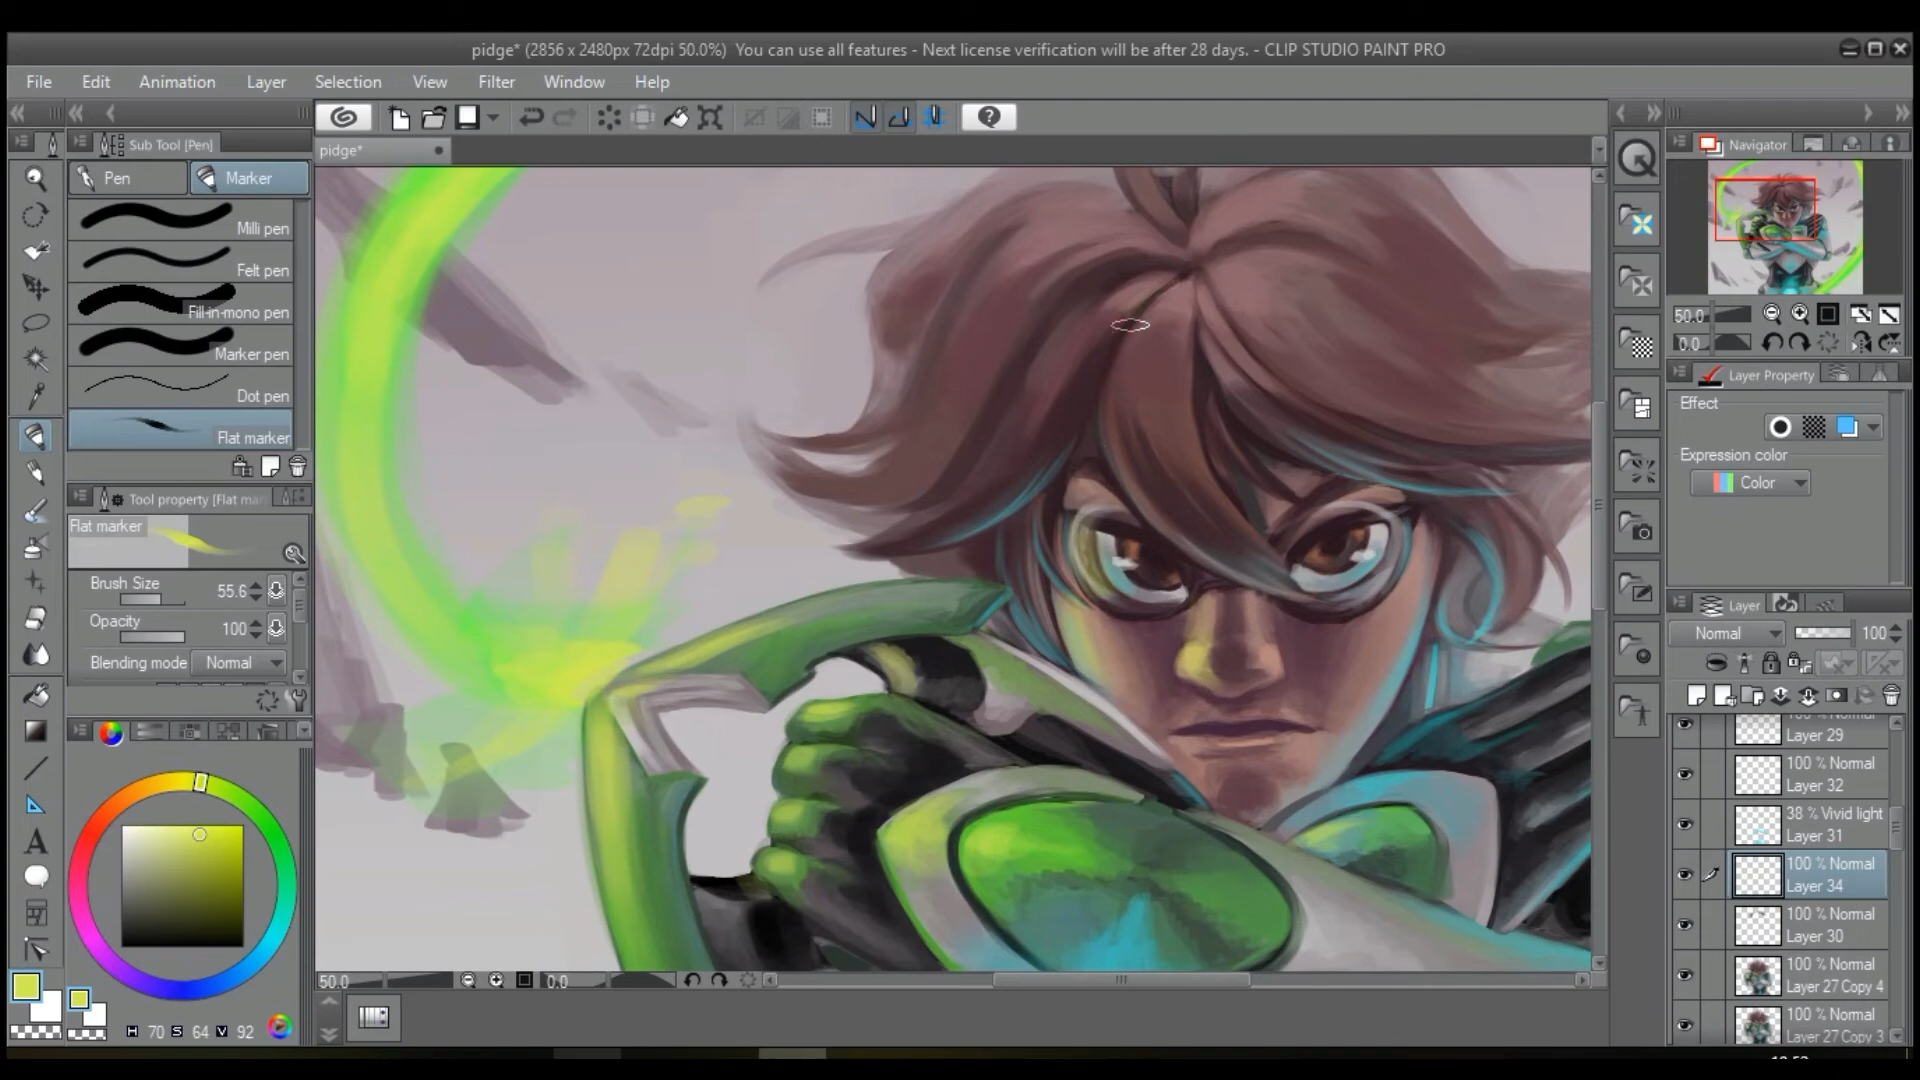 pidge* (2856 x 2480px 72dpi 50.0%) You can use all features - Next license verification will be after 28 days. - CLIP STUDIO PAINT PRO
File Edit Animation Layer Selection View Filter Window Help
Sub Tool [Pen]
pidge*
Navigator
Pen Marker
Milli pen
Felt pen
Fill-in-mono pen
Marker pen
Dot pen
Flat marker
50.0
0.0
Layer Property
Effect
Expression color
Color
Tool property [Flat mar
Flat marker
Brush Size 55.6
Opacity 100
Blending mode Normal
Layer
Normal 100
Layer 29
100 % Normal
Layer 32
38 % Vivid light
Layer 31
100 % Normal
Layer 34
100 % Normal
Layer 30
100 % Normal
Layer 27 Copy 4
100 % Normal
Layer 27 Copy 3
50.0 0.0
H 70 S 64 V 92